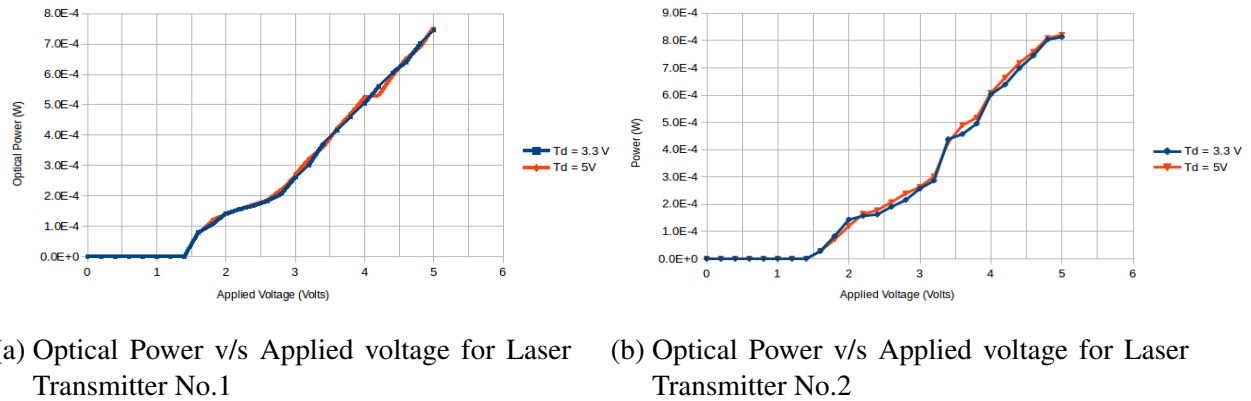 8.0E-4
7.0E-4
6.0E-4
5.0E-4
4.0E-4
3.0E-4
2.0E-4
1.0E-4
0.0E+0
Optical Power (W)
0 1 2 3 4 5 6
Applied Voltage (Volts)
Td = 3.3 V
Td = 5V
9.0E-4
8.0E-4
7.0E-4
6.0E-4
5.0E-4
4.0E-4
3.0E-4
2.0E-4
1.0E-4
0.0E+0
Power (W)
0 1 2 3 4 5 6
Applied Voltage (Volts)
Td = 3.3 V
Td = 5V
a) Optical Power v/s Applied voltage for Laser
Transmitter No.1
(b) Optical Power v/s Applied voltage for Laser
Transmitter No.2